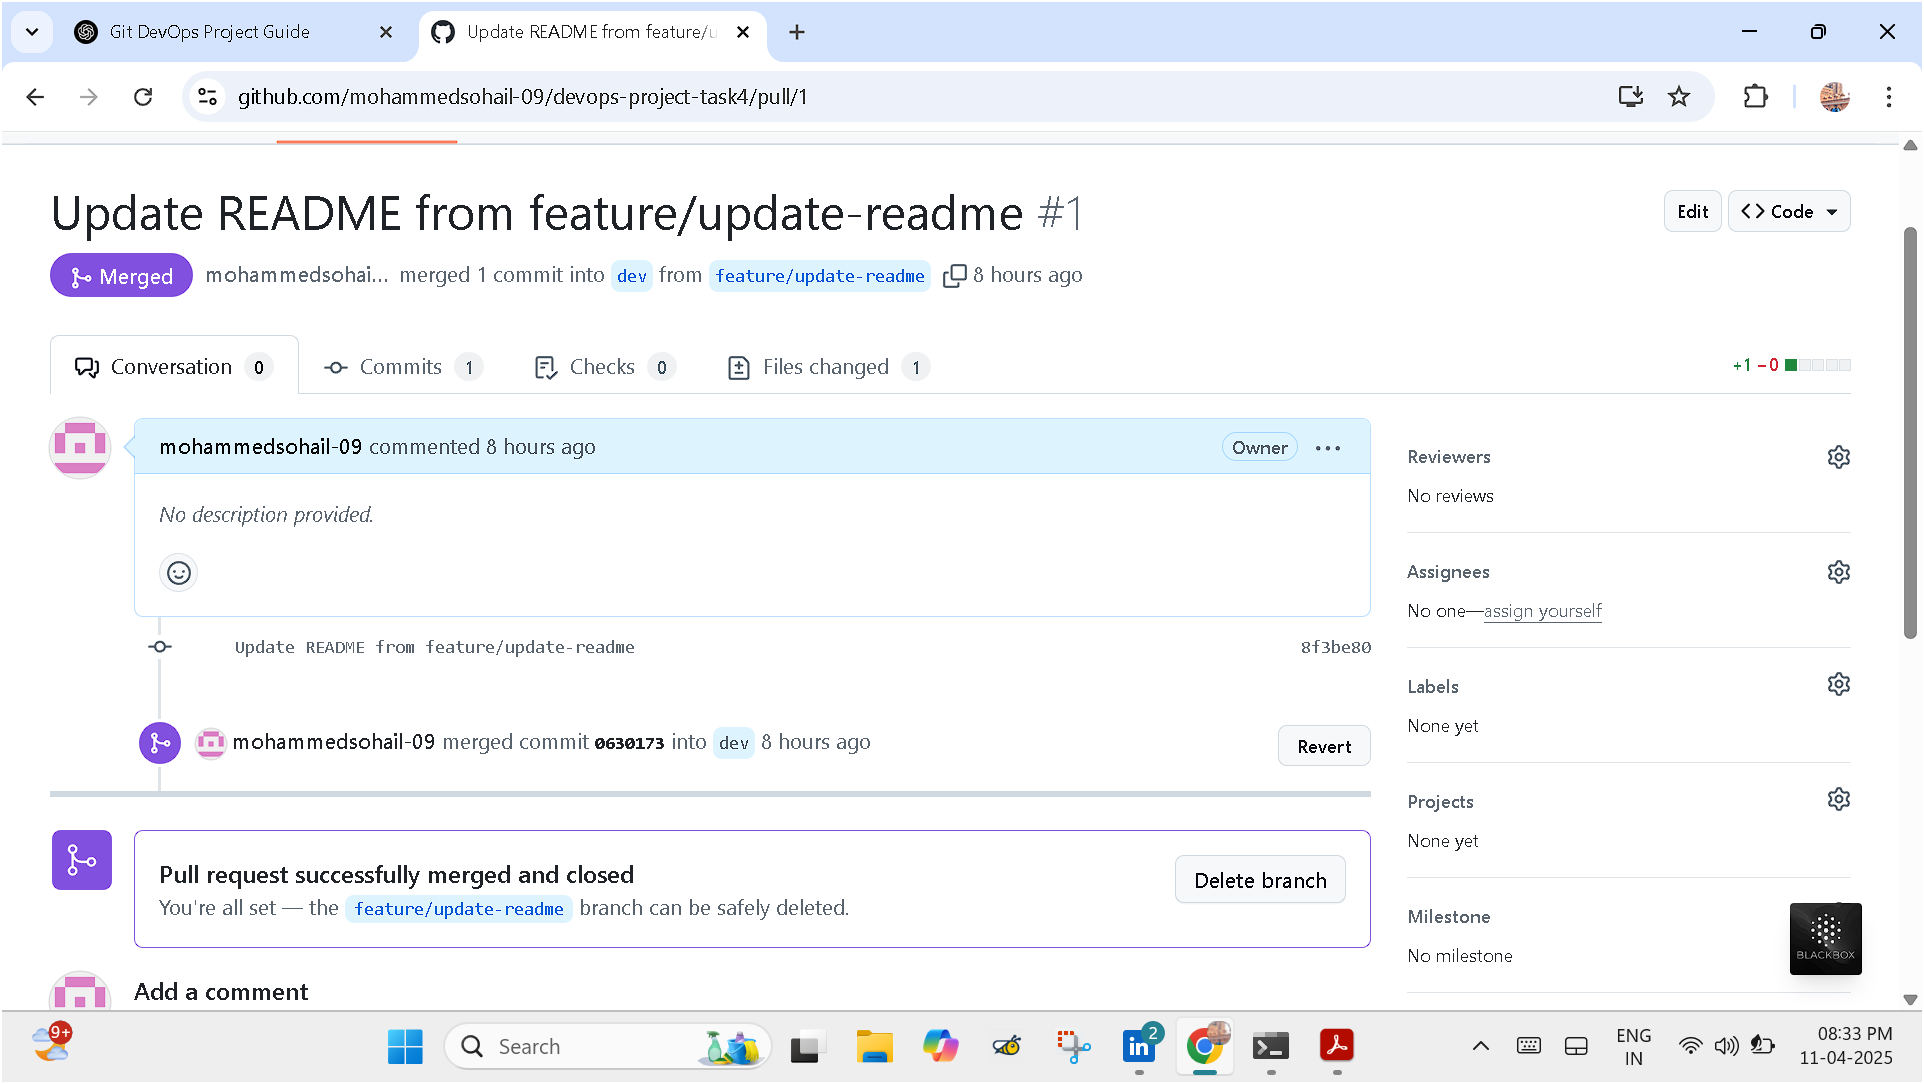 Git DevOps Project Guide
Update README from feature/u
github.com/mohammedsohail-09/devops-project-task4/pull/1
Update README from feature/update-readme #1
Edit
Code
Merged
mohammedsohai... merged 1 commit into dev from feature/update-readme 8 hours ago
Conversation 0
Commits 1
Checks 0
Files changed 1
+1 −0
mohammedsohail-09 commented 8 hours ago
Owner
No description provided.
Update README from feature/update-readme
8f3be80
mohammedsohail-09 merged commit 0630173 into dev 8 hours ago
Revert
Pull request successfully merged and closed
You're all set — the feature/update-readme branch can be safely deleted.
Delete branch
Add a comment
Reviewers
No reviews
Assignees
No one—assign yourself
Labels
None yet
Projects
None yet
Milestone
No milestone
BLACKBOX
9+
Search
in
2
ENG
IN
08:33 PM
11-04-2025